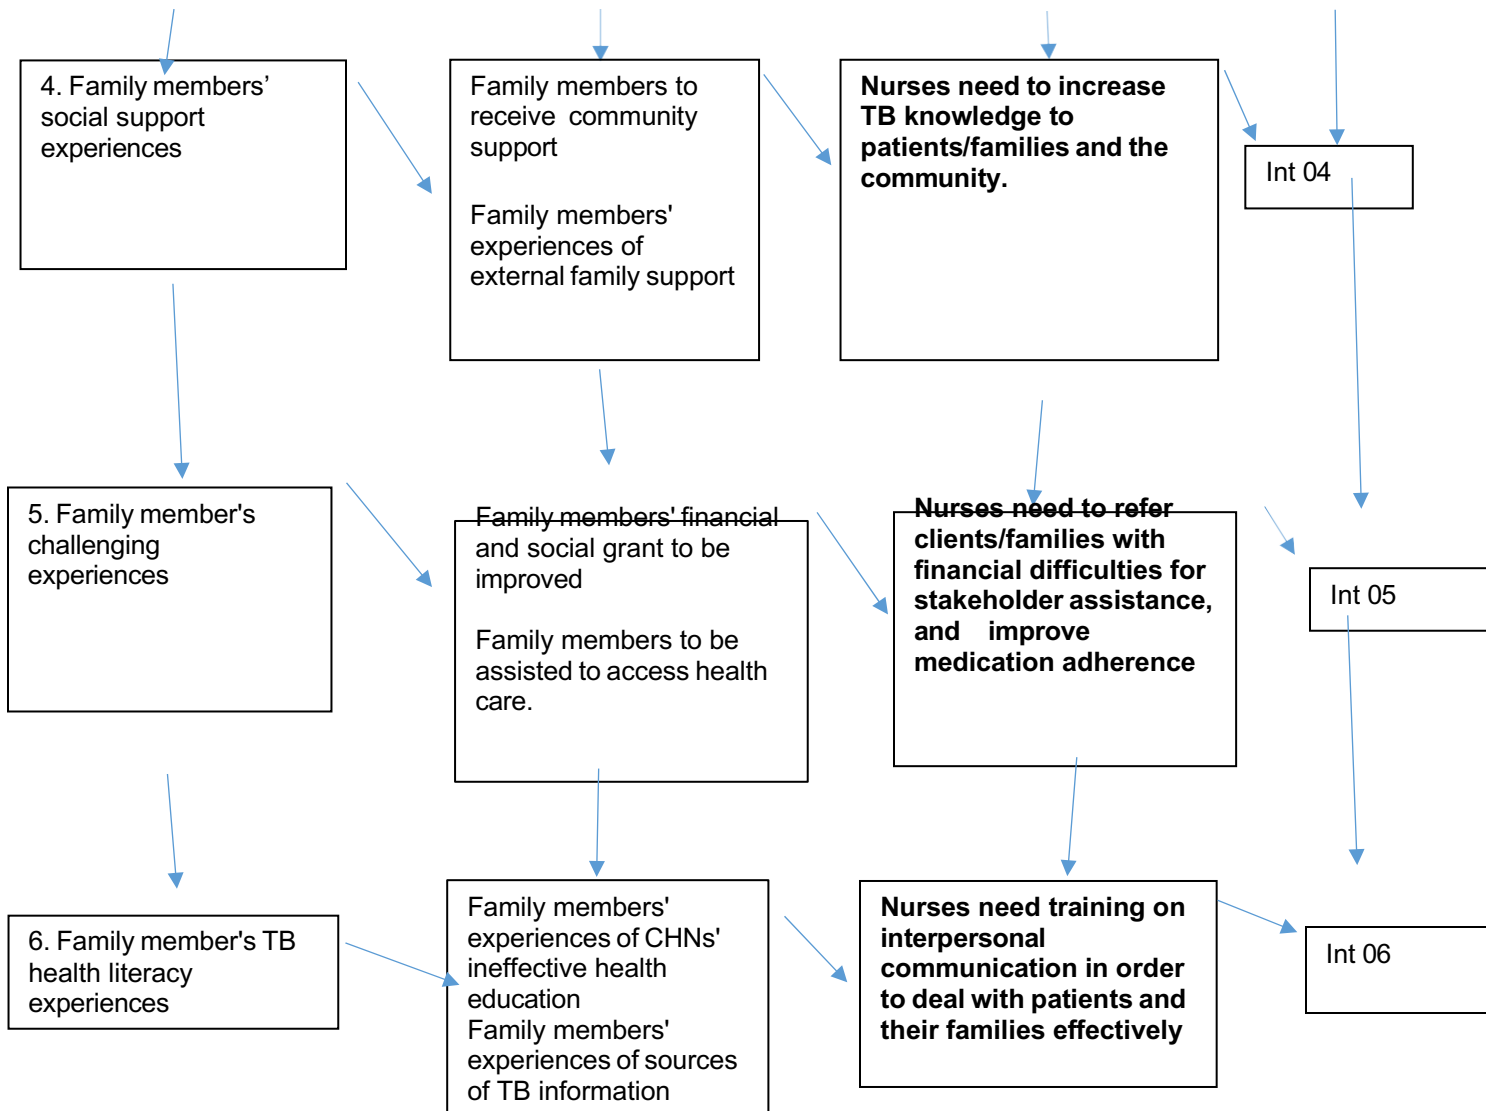 4. Family members’
social support
experiences
Family members to
receive community
support
Family members'
experiences of
external family support
Nurses need to increase
TB knowledge to
patients/families and the
community.
Int 04
5. Family member's
challenging
experiences
Family members' financial
and social grant to be
improved
Family members to be
assisted to access health
care.
Nurses need to refer
clients/families with
financial difficulties for
stakeholder assistance,
and improve
medication adherence
Int 05
6. Family member's TB
health literacy
experiences
Family members'
experiences of CHNs'
ineffective health
education
Family members'
experiences of sources
of TB information
Nurses need training on
interpersonal
communication in order
to deal with patients and
their families effectively
Int 06